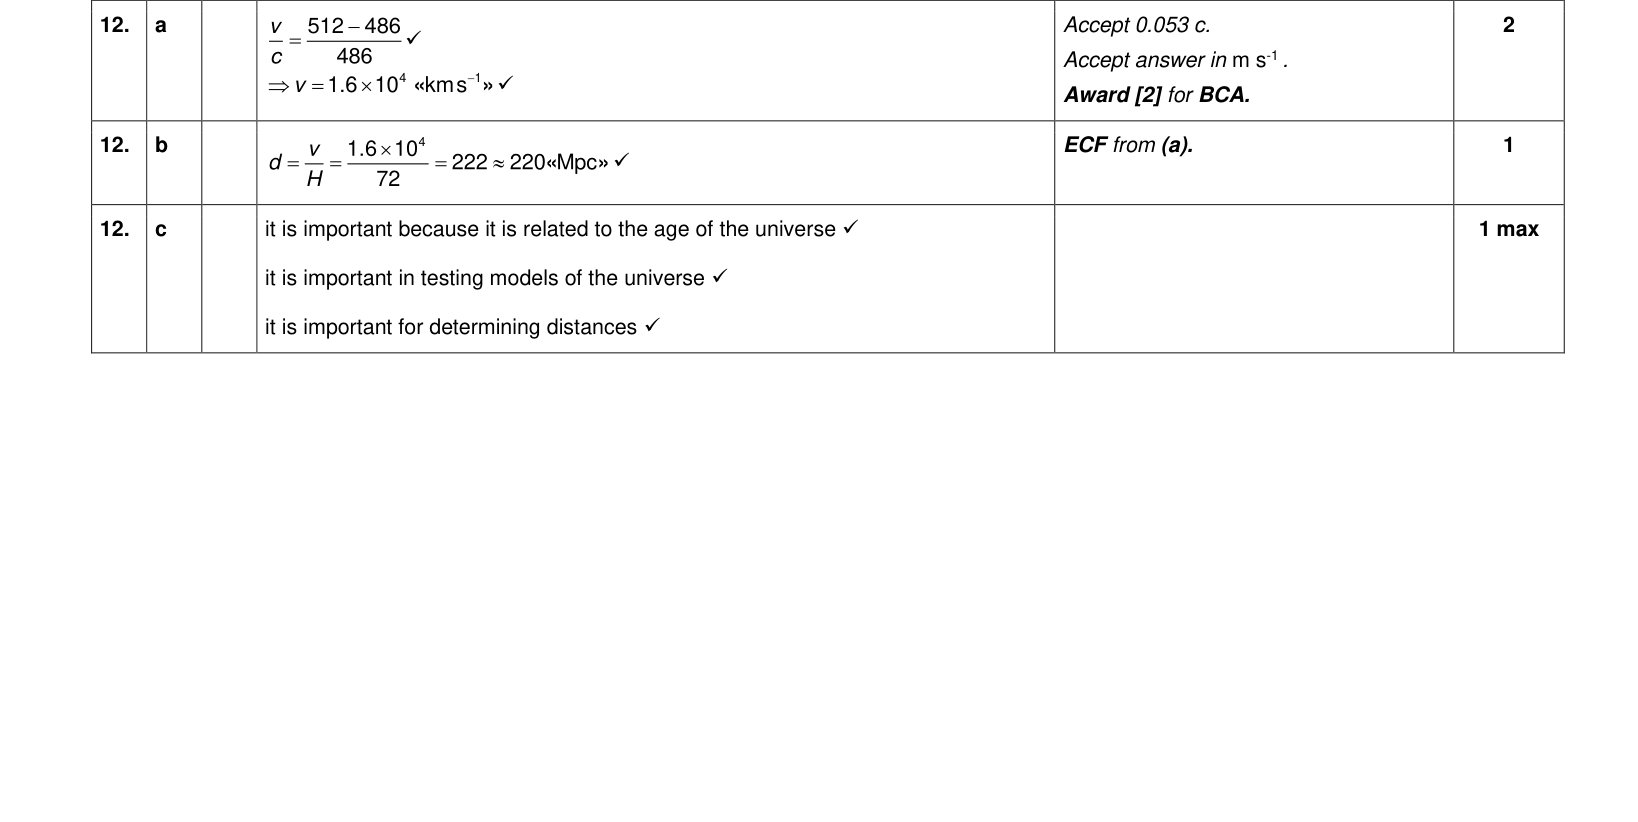 12. a v/c = (512 – 486)/486 ✓ Accept 0.053 c. 2
⇒ v = 1.6×10⁴ «km s⁻¹» ✓ Accept answer in m s⁻¹ .
Award [2] for BCA.
12. b d = v/H = 1.6×10⁴/72 = 222 ≈ 220«Mpc» ✓ ECF from (a). 1
12. c it is important because it is related to the age of the universe ✓ 1 max
it is important in testing models of the universe ✓
it is important for determining distances ✓